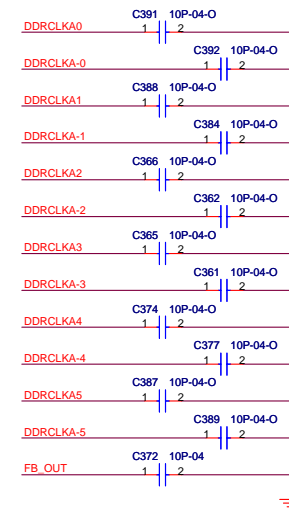 C391 10P-04-O
DDRCLKA0 1 2
C392 10P-04-O
DDRCLKA-0 1 2
C388 10P-04-O
DDRCLKA1 1 2
C384 10P-04-O
DDRCLKA-1 1 2
C366 10P-04-O
DDRCLKA2 1 2
C362 10P-04-O
DDRCLKA-2 1 2
C365 10P-04-O
DDRCLKA3 1 2
C361 10P-04-O
DDRCLKA-3 1 2
C374 10P-04-O
DDRCLKA4 1 2
C377 10P-04-O
DDRCLKA-4 1 2
C387 10P-04-O
DDRCLKA5 1 2
C389 10P-04-O
DDRCLKA-5 1 2
C372 10P-04
FB_OUT 1 2